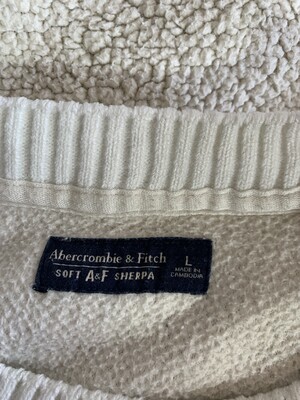 Abercrombie & Fitch
SOFT A&F SHERPA
L
MADE IN
CAMBODIA